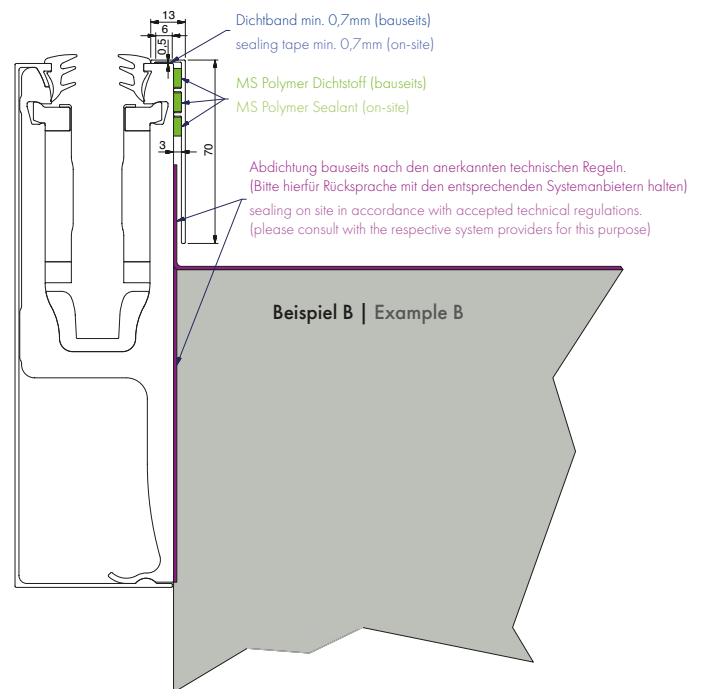 13
6
0.5
Dichtband min. 0,7mm (bauseits)
sealing tape min. 0,7mm (on-site)
MS Polymer Dichtstoff (bauseits)
MS Polymer Sealant (on-site)
3
70
Abdichtung bauseits nach den anerkannten technischen Regeln.
(Bitte hierfür Rücksprache mit den entsprechenden Systemanbietern halten)
sealing on site in accordance with accepted technical regulations.
(please consult with the respective system providers for this purpose)
Beispiel B | Example B